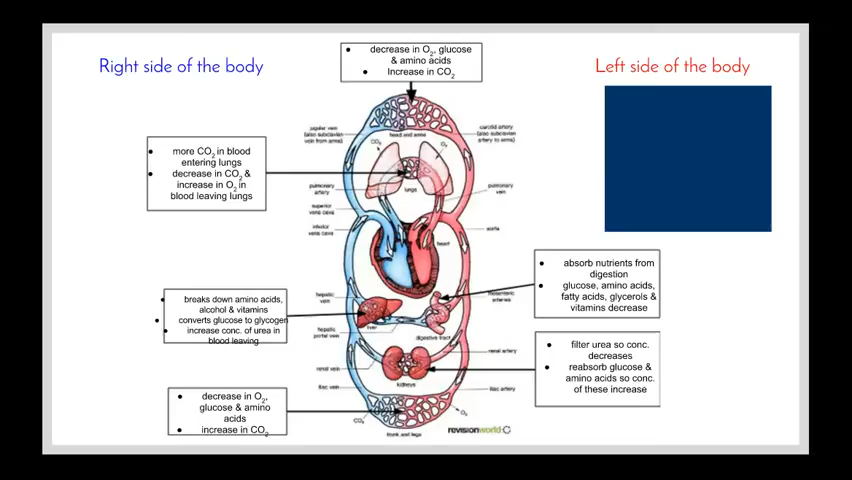 decrease in O2, glucose
& amino acids
Increase in CO2
Right side of the body
Left side of the body
more CO2 in blood
entering lungs
decrease in CO2 &
increase in O2 in
blood leaving lungs
jugular vein
(also subclavian
vein from arms)
head and arms
carotid artery
(also subclavian
artery to arms)
CO2
O2
lungs
pulmonary
artery
pulmonary
vein
superior
vena cava
inferior
vena cava
aorta
heart
absorb nutrients from
digestion
glucose, amino acids,
fatty acids, glycerols &
vitamins decrease
hepatic
vein
mesenteric
arteries
breaks down amino acids,
alcohol & vitamins
converts glucose to glycogen
increase conc. of urea in
blood leaving
liver
hepatic
portal vein
digestive tract
filter urea so conc.
decreases
reabsorb glucose &
amino acids so conc.
of these increase
renal artery
renal vein
kidneys
iliac vein
iliac artery
decrease in O2,
glucose & amino
acids
increase in CO2
CO2
O2
trunk and legs
revisionworld